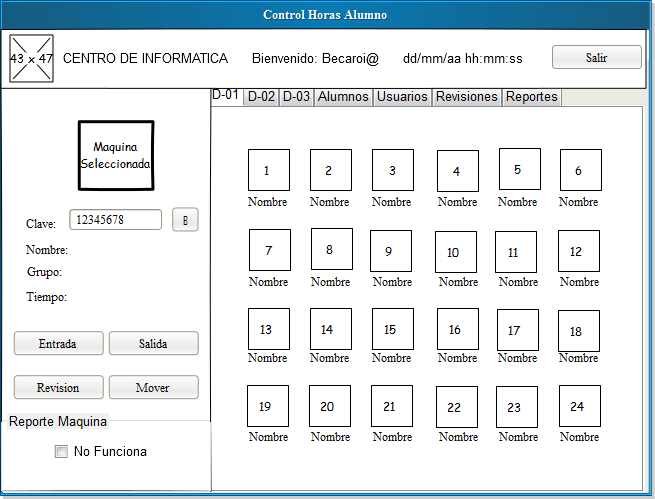 Control Horas Alumno
43 x 47 CENTRO DE INFORMATICA Bienvenido: Becaroi@ dd/mm/aa hh:mm:ss Salir
D-01 D-02 D-03 Alumnos Usuarios Revisiones Reportes
Maquina
Seleccionada
Clave: 12345678 B
Nombre:
Grupo:
Tiempo:
Entrada Salida
Revision Mover
Reporte Maquina
No Funciona
1 2 3 4 5 6
Nombre Nombre Nombre Nombre Nombre Nombre
7 8 9 10 11 12
Nombre Nombre Nombre Nombre Nombre Nombre
13 14 15 16 17 18
Nombre Nombre Nombre Nombre Nombre Nombre
19 20 21 22 23 24
Nombre Nombre Nombre Nombre Nombre Nombre